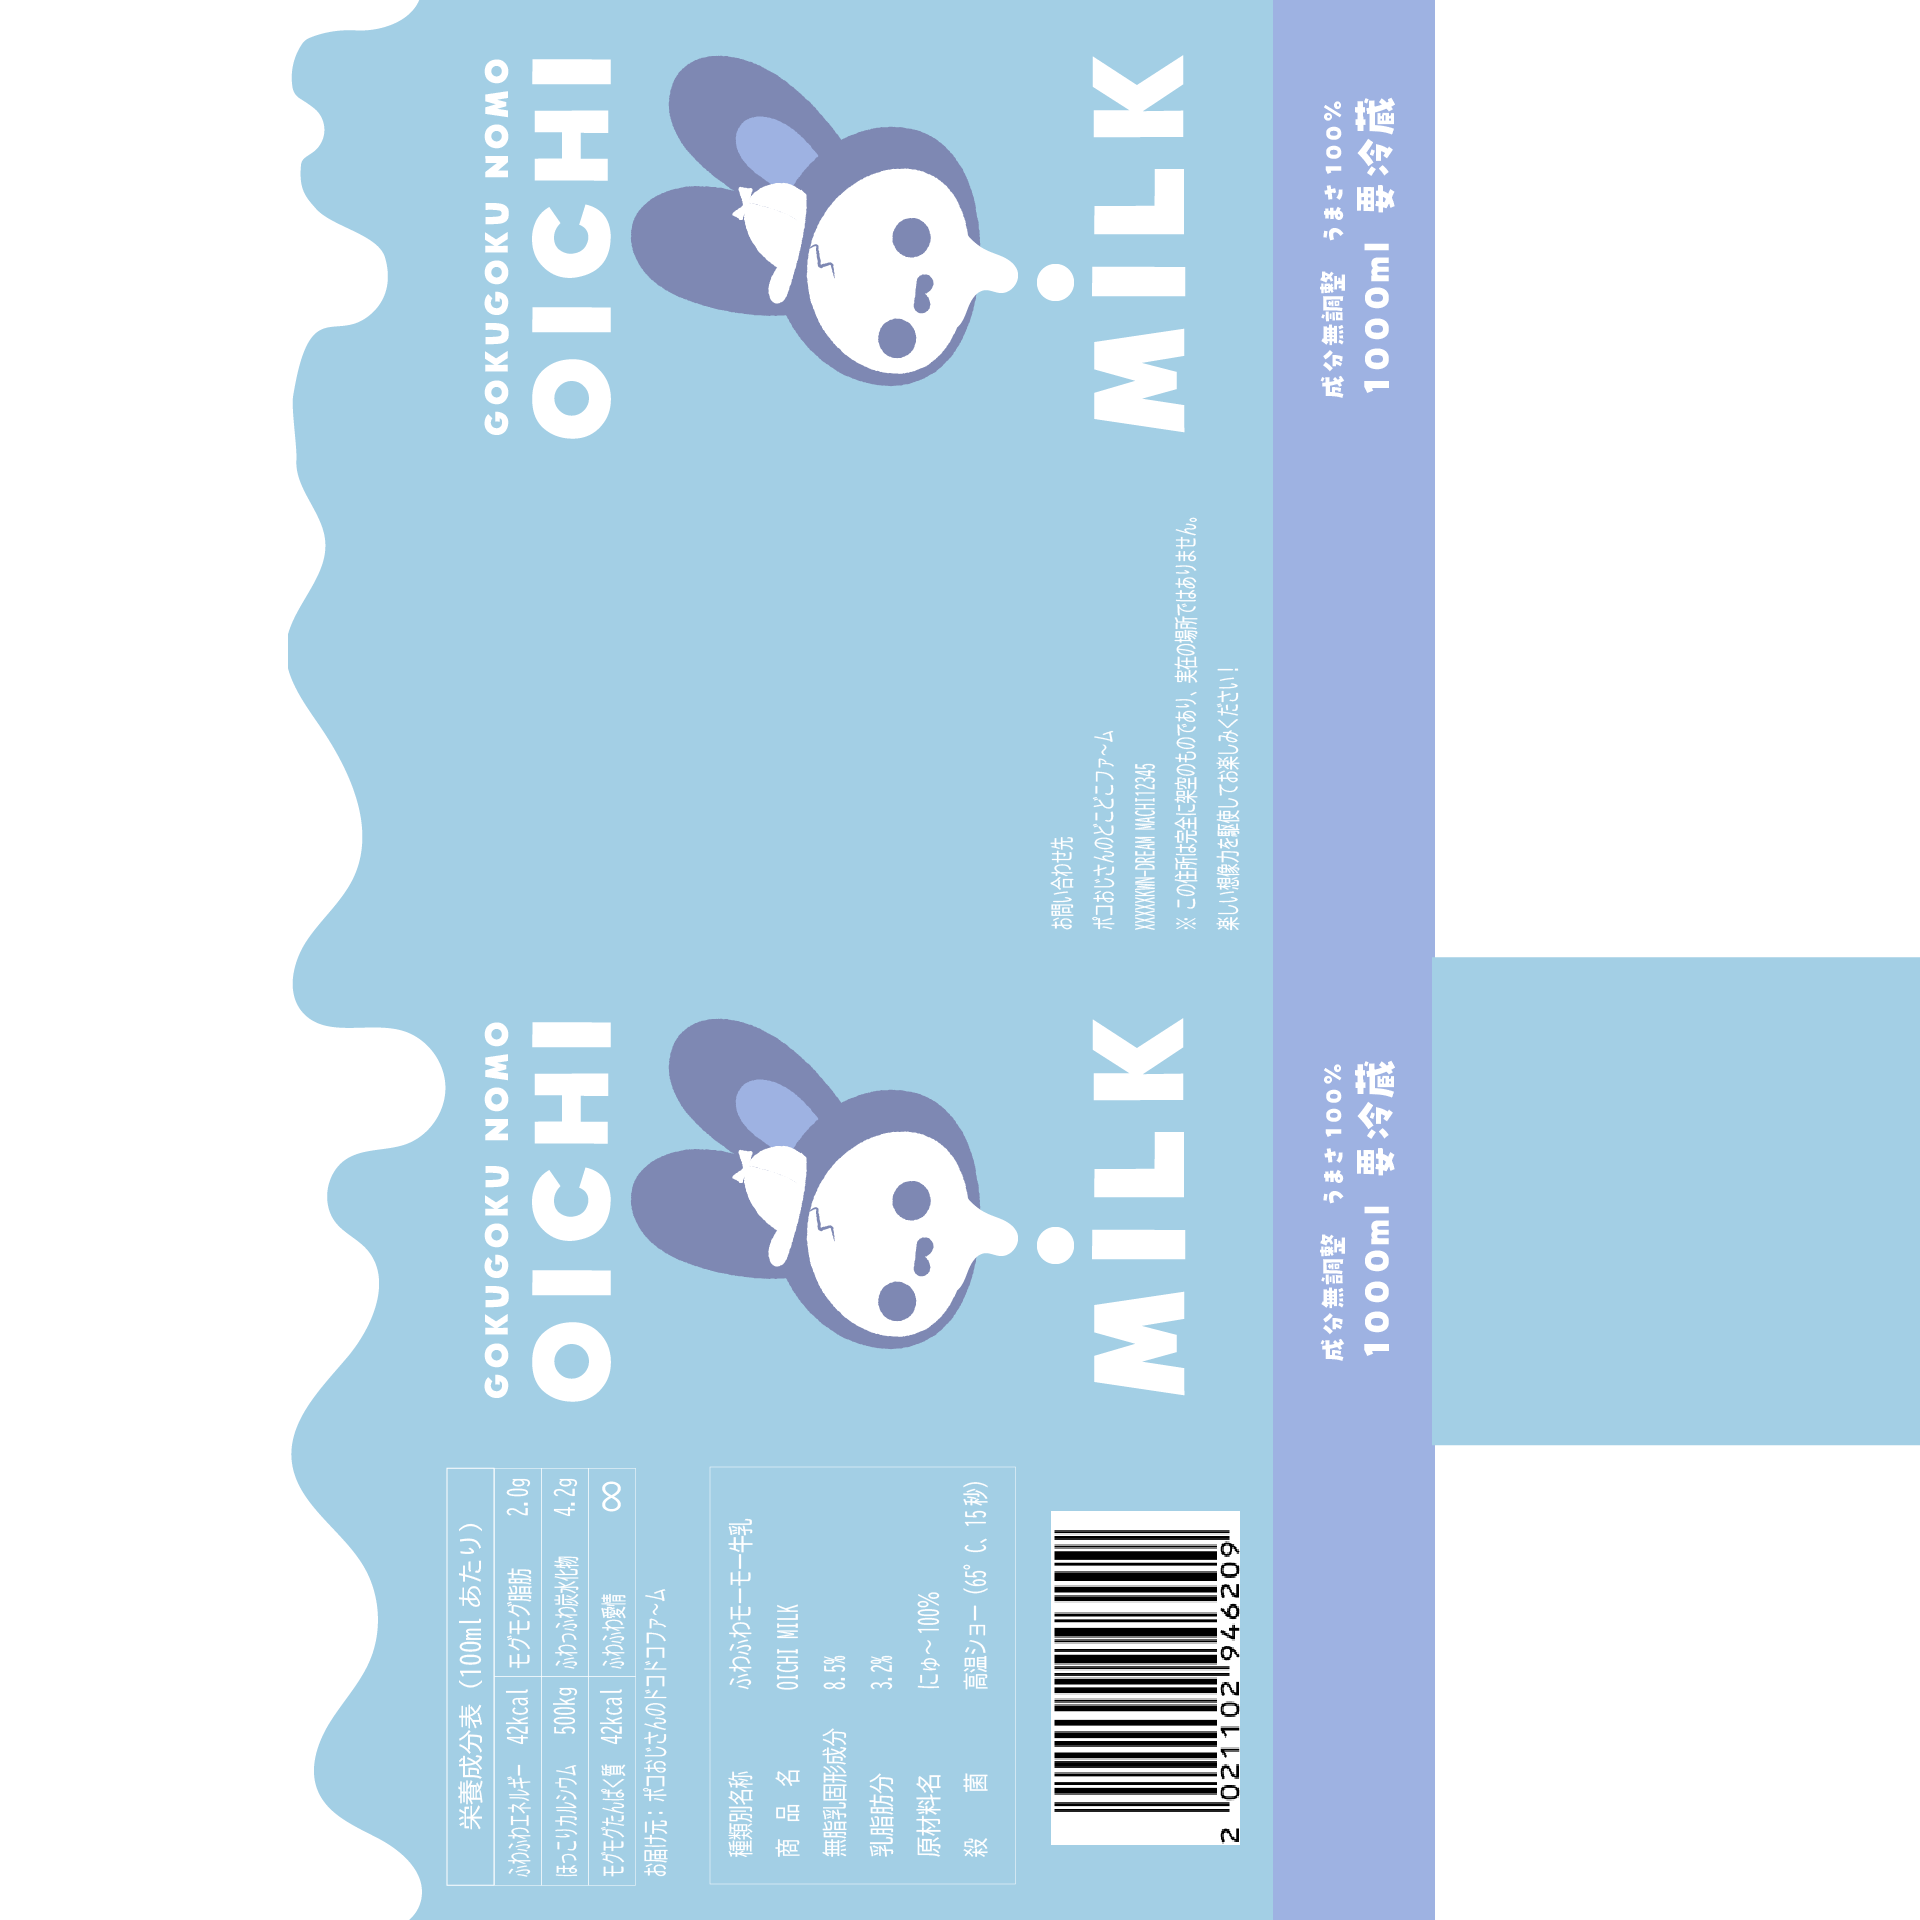 GOKUGOKU NOMO
OICHI
MiLK
成分無調整 うまさ100%
1000ml 要冷蔵
お問い合わせ先
ポコおじさんのどこどこファ~ム
XXXXXKWN-DREAM MACHI12345
※ この住所は完全に架空のものであり、実在の場所ではありません。
楽しい想像力を駆使してお楽しみください!
GOKUGOKU NOMO
OICHI
MiLK
成分無調整 うまさ100%
1000ml 要冷蔵
栄養成分表(100ml あたり)
ふわふわエネルギー 42kcal モグモグ脂肪 2.0g
ほっこりカルシウム 500kg ふわっふわ炭水化物 4.2g
モグモグたんぱく質 42kcal ふわふわ愛情 ∞
お届け元: ポコおじさんのドコドコファ~ム
種類別名称 ふわふわモーモー牛乳
商品名 OICHI MILK
無脂乳固形成分 8.5%
乳脂肪分 3.2%
原材料名 にゅ~ 100%
殺菌 高温ショー(65°C、15秒)
2 021102 946209